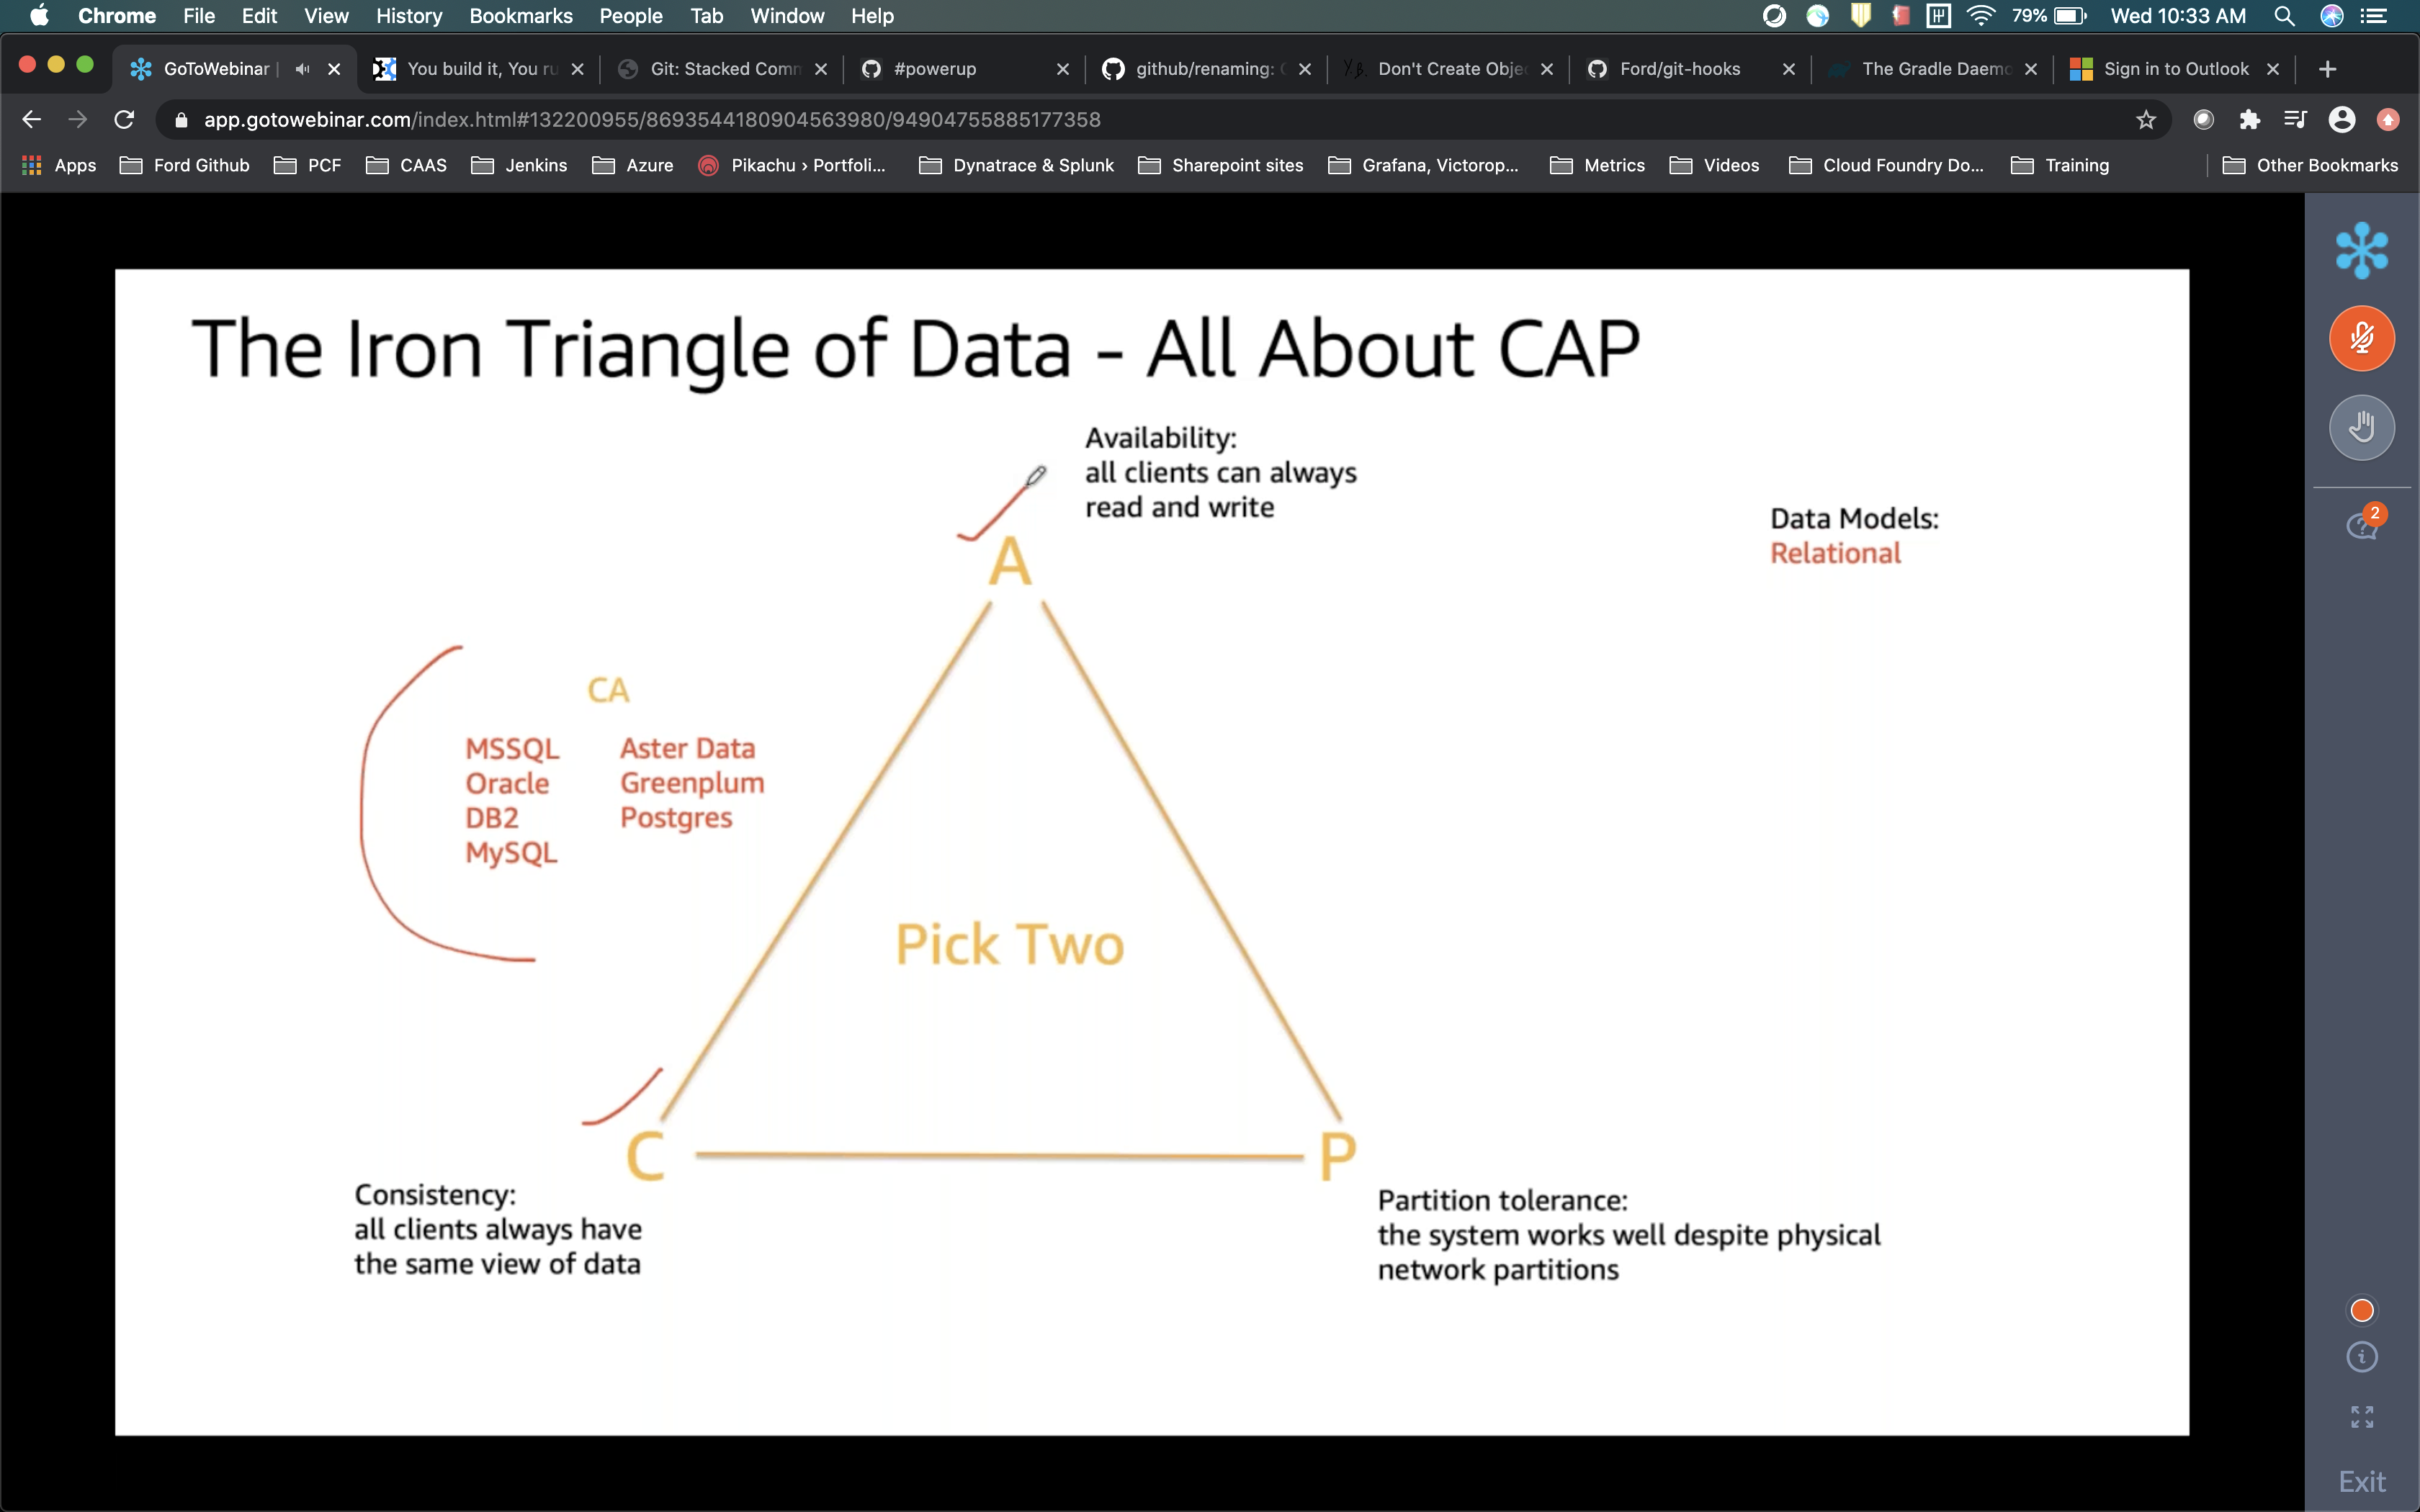 Chrome File Edit View History Bookmarks People Tab Window Help 79% Wed 10:33 AM
GoToWebinar You build it, You ru Git: Stacked Comm #powerup github/renaming: Don't Create Obje Ford/git-hooks The Gradle Daemo Sign in to Outlook
app.gotowebinar.com/index.html#132200955/8693544180904563980/94904755885177358
Apps Ford Github PCF CAAS Jenkins Azure Pikachu › Portfoli... Dynatrace & Splunk Sharepoint sites Grafana, Victorop... Metrics Videos Cloud Foundry Do... Training Other Bookmarks
The Iron Triangle of Data - All About CAP
Availability:
all clients can always
read and write
Data Models:
Relational
2
A
CA
MSSQL Aster Data
Oracle Greenplum
DB2 Postgres
MySQL
Pick Two
C
P
Consistency:
all clients always have
the same view of data
Partition tolerance:
the system works well despite physical
network partitions
Exit